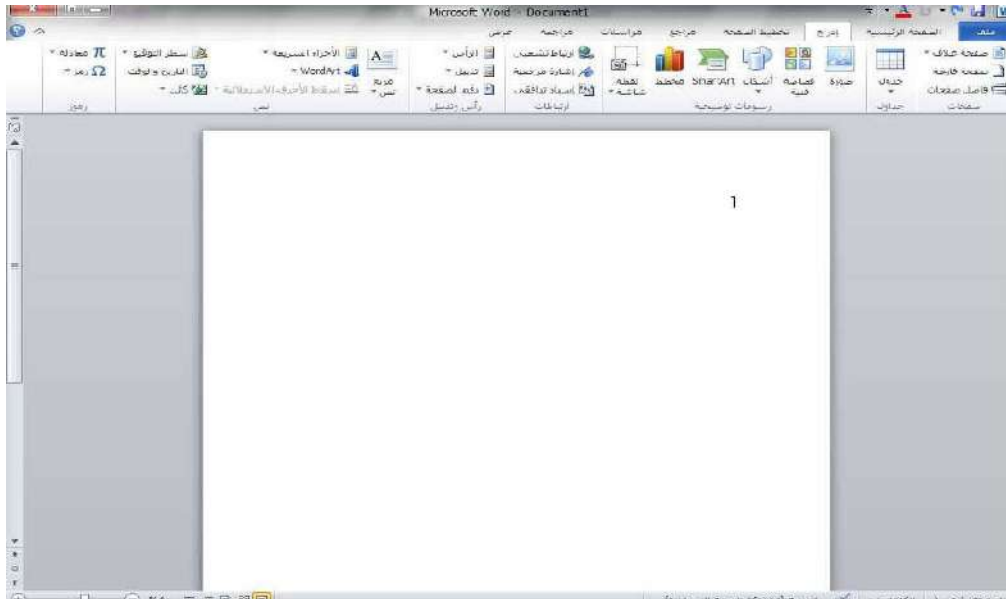 Microsoft Word - Document1
ملف الصفحة الرئيسية إدراج تخطيط الصفحة مراجع مراسلات مراجعة عرض
صفحة غلاف
صفحة فارغة
فاصل صفحات
صفحات
جدول
جداول
صورة
قصاصة فنية
أشكال
SmartArt
مخطط
لقطة شاشة
رسومات توضيحية
ارتباط تشعبي
إشارة مرجعية
إسناد ترافقي
ارتباطات
الرأس
تذييل
رقم الصفحة
رأس وتذييل
مربع نص
الأجزاء السريعة
WordArt
إسقاط الأحرف الاستهلالية
نص
سطر التوقيع
التاريخ والوقت
كائن
معادلة
رمز
رموز
1